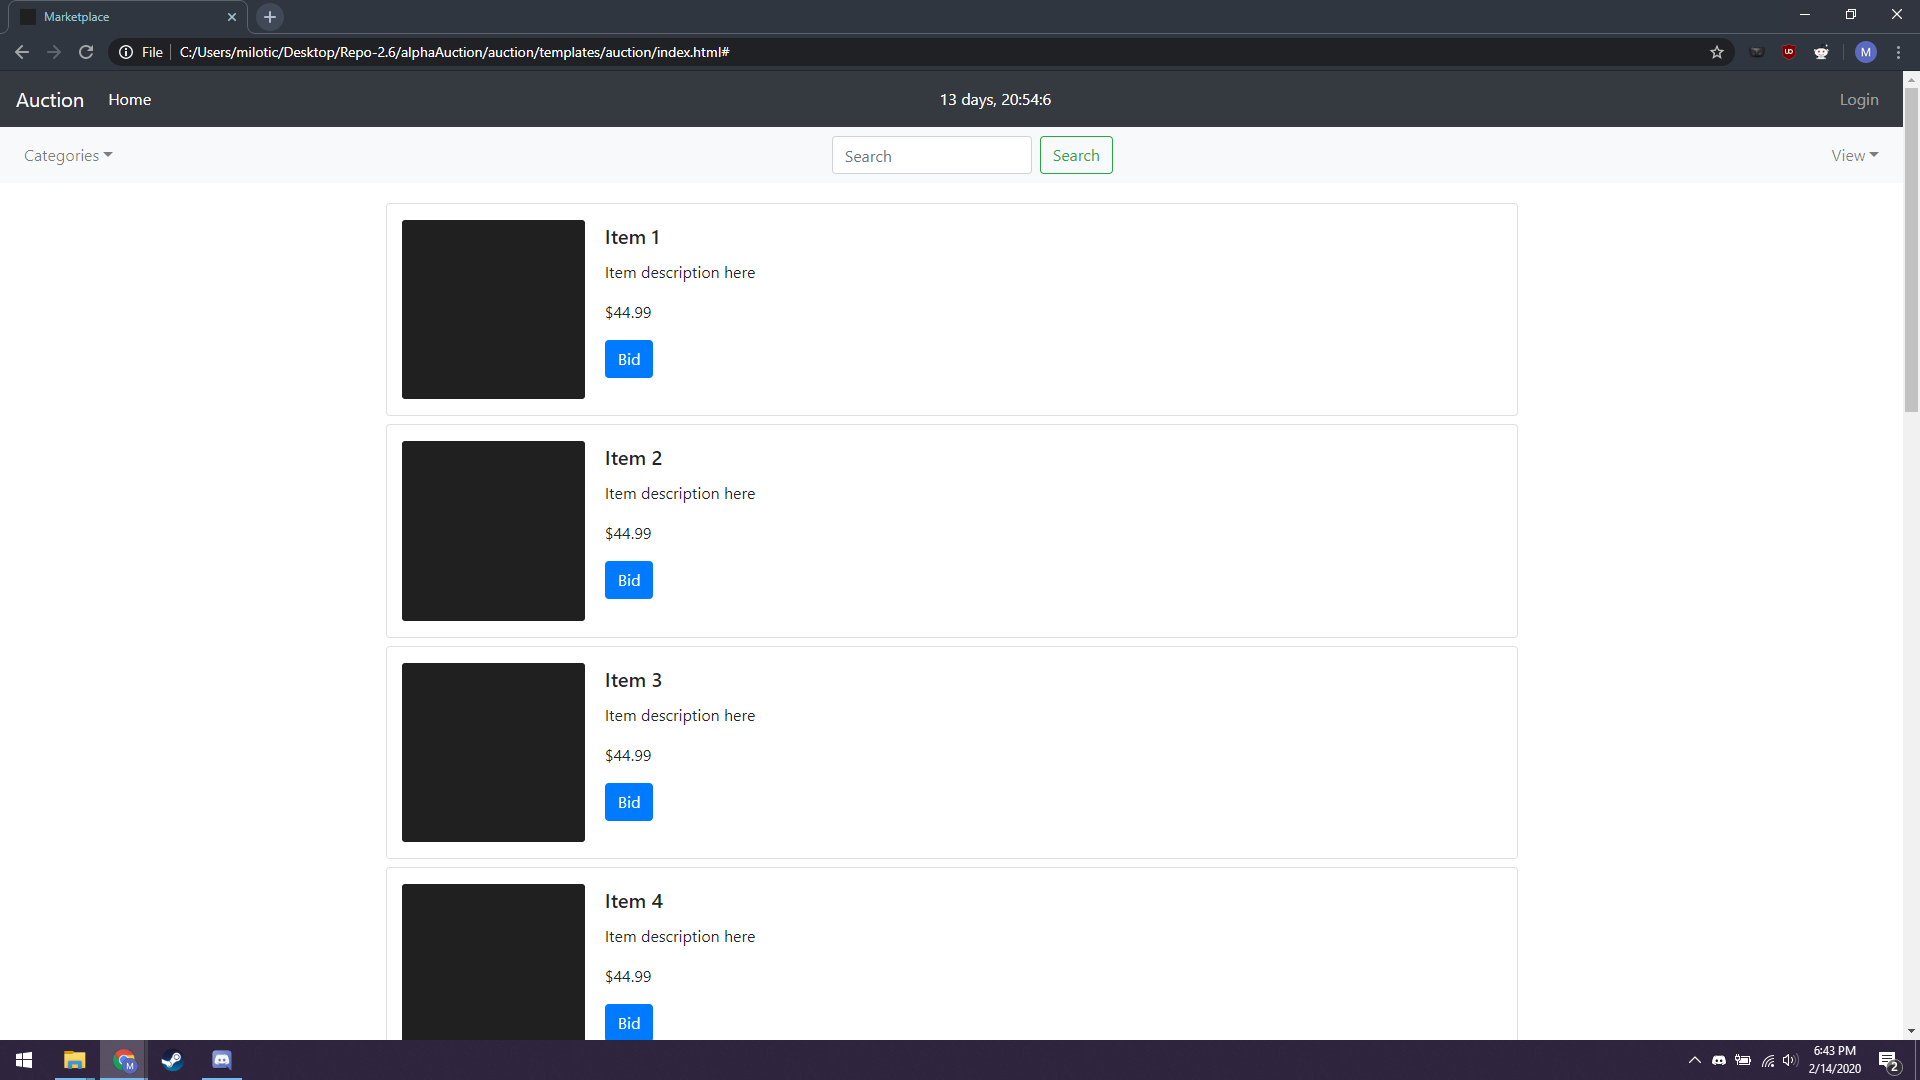 Marketplace
File
C:/Users/milotic/Desktop/Repo-2.6/alphaAuction/auction/templates/auction/index.html#
UD
M
Auction
Home
13 days, 20:54:6
Login
Categories
Search
Search
View
Item 1
Item description here
$44.99
Bid
Item 2
Item description here
$44.99
Bid
Item 3
Item description here
$44.99
Bid
Item 4
Item description here
$44.99
Bid
M
6:43 PM
2/14/2020
2